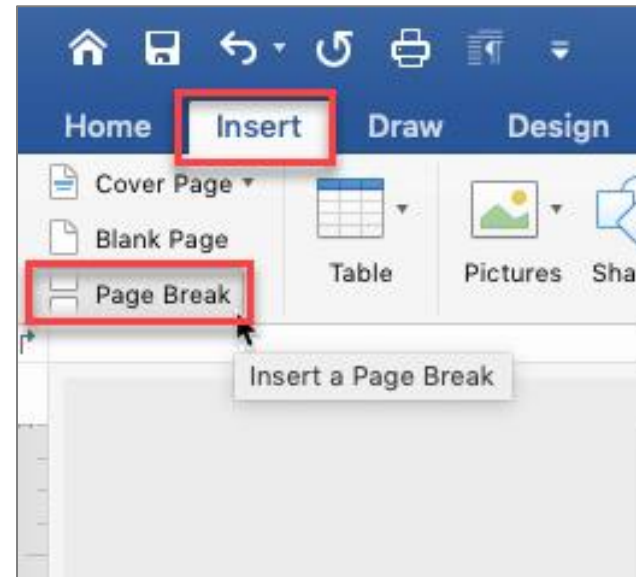 Home Insert Draw Design
Cover Page
Blank Page
Page Break
Table Pictures Sha
Insert a Page Break